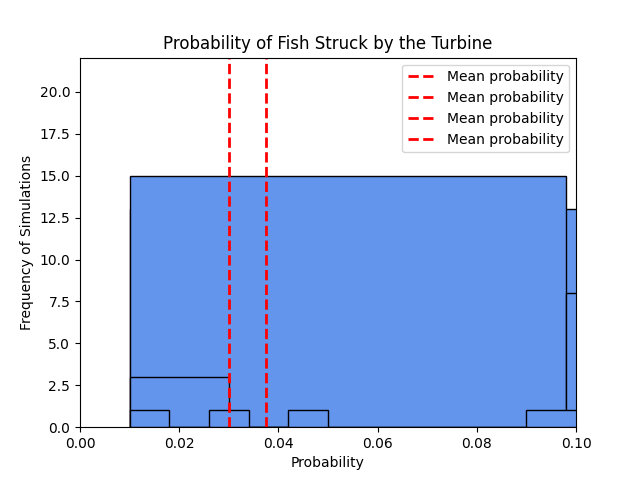 Probability of Fish Struck by the Turbine
Mean probability
Mean probability
Mean probability
Mean probability
Frequency of Simulations
20.0
17.5
15.0
12.5
10.0
7.5
5.0
2.5
0.0
0.00 0.02 0.04 0.06 0.08 0.10
Probability